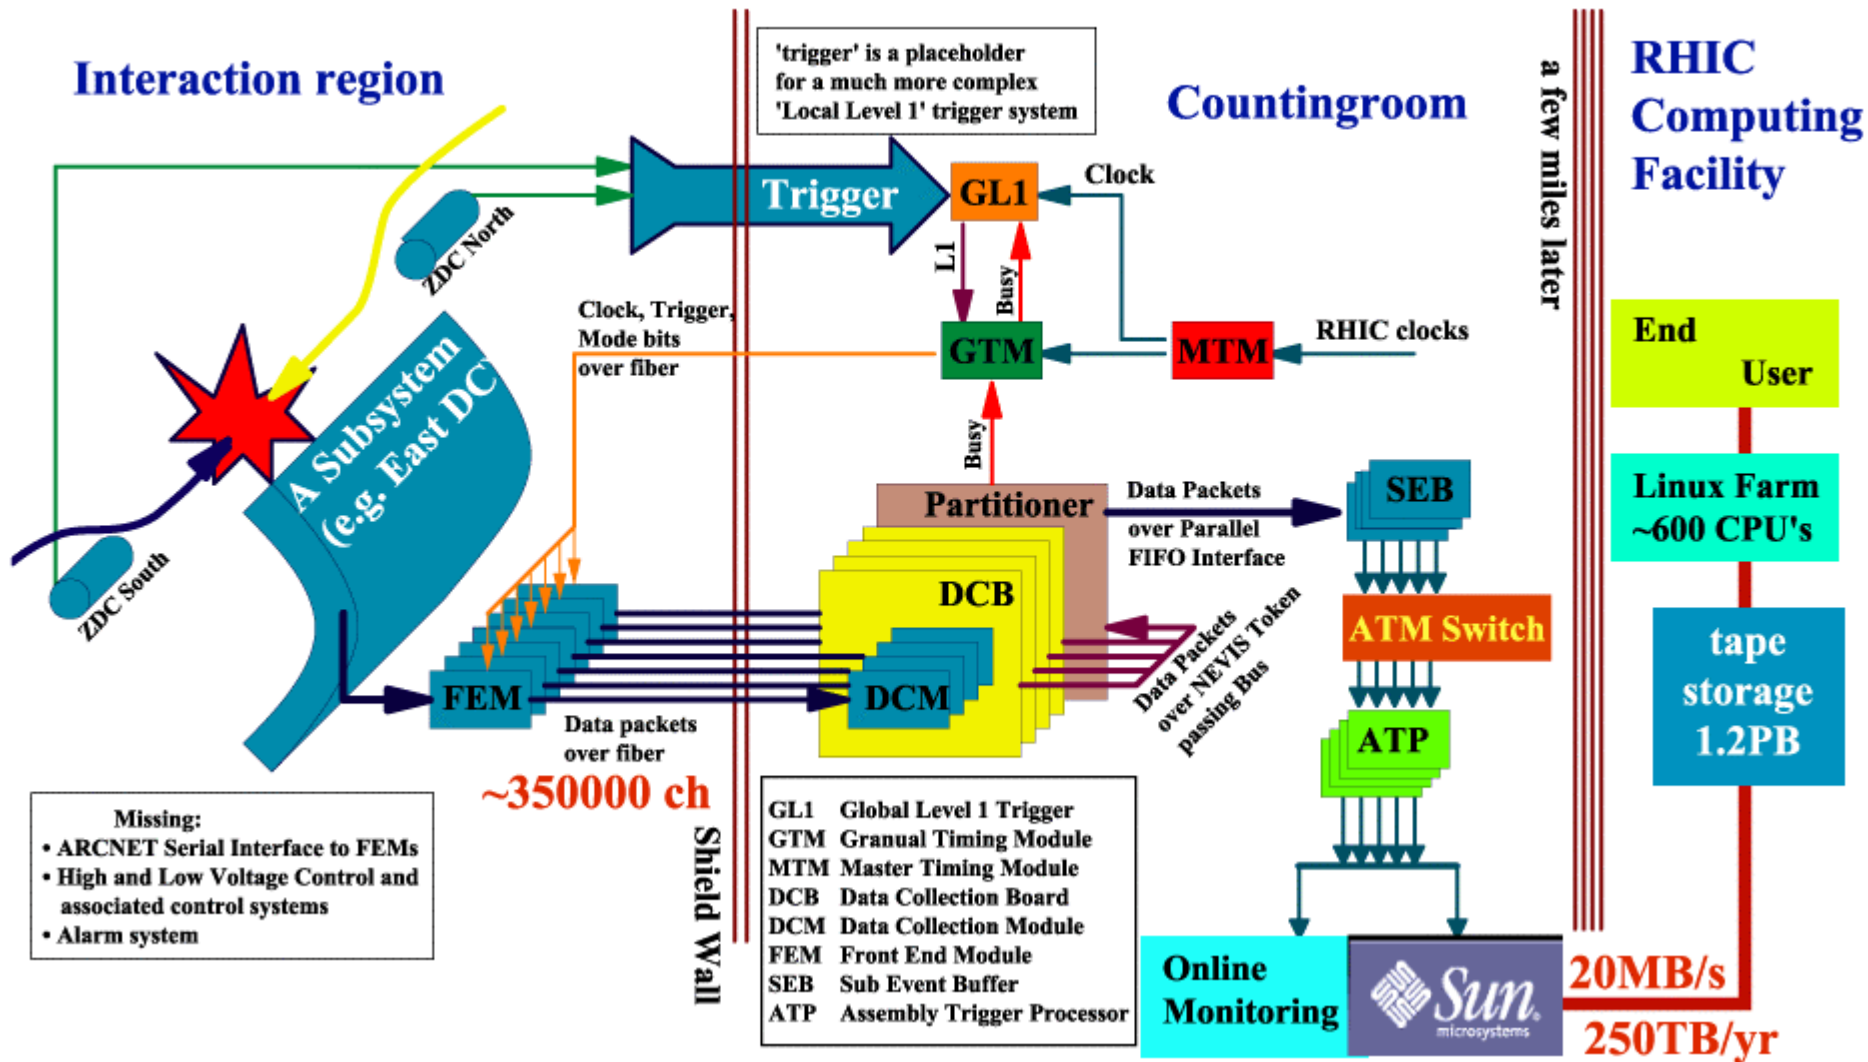 Interaction region
'trigger' is a placeholder
for a much more complex
'Local Level 1' trigger system
Countingroom
a few miles later
RHIC
Computing
Facility
Trigger
GL1
Clock
ZDC North
L1
Busy
Clock, Trigger,
Mode bits
over fiber
GTM
MTM
RHIC clocks
End
User
A Subsystem
(e.g. East DC
Busy
Partitioner
Data Packets
over Parallel
FIFO Interface
SEB
Linux Farm
~600 CPU's
ZDC South
DCB
Data Packets
over NEVIS Token
passing Bus
ATM Switch
tape
storage
1.2PB
FEM
DCM
Data packets
over fiber
~350000 ch
ATP
Shield Wall
Missing:
• ARCNET Serial Interface to FEMs
• High and Low Voltage Control and
associated control systems
• Alarm system
GL1 Global Level 1 Trigger
GTM Granual Timing Module
MTM Master Timing Module
DCB Data Collection Board
DCM Data Collection Module
FEM Front End Module
SEB Sub Event Buffer
ATP Assembly Trigger Processor
Online
Monitoring
Sun
microsystems
20MB/s
250TB/yr